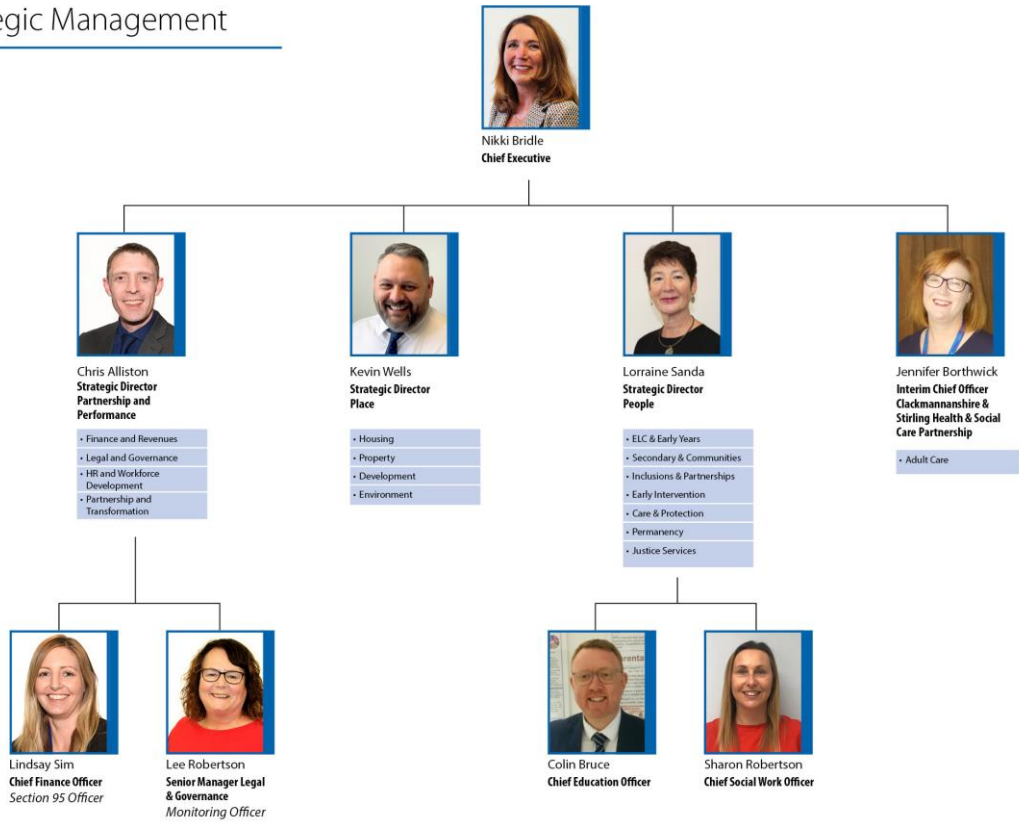 egic Management
Nikki Bridle
Chief Executive
Chris Alliston
Strategic Director
Partnership and
Performance
• Finance and Revenues
• Legal and Governance
• HR and Workforce
Development
• Partnership and
Transformation
Kevin Wells
Strategic Director
Place
• Housing
• Property
• Development
• Environment
Lorraine Sanda
Strategic Director
People
• ELC & Early Years
• Secondary & Communities
• Inclusions & Partnerships
• Early Intervention
• Care & Protection
• Permanency
• Justice Services
Jennifer Borthwick
Interim Chief Officer
Clackmannanshire &
Stirling Health & Social
Care Partnership
• Adult Care
Lindsay Sim
Chief Finance Officer
Section 95 Officer
Lee Robertson
Senior Manager Legal
& Governance
Monitoring Officer
Colin Bruce
Chief Education Officer
Sharon Robertson
Chief Social Work Officer